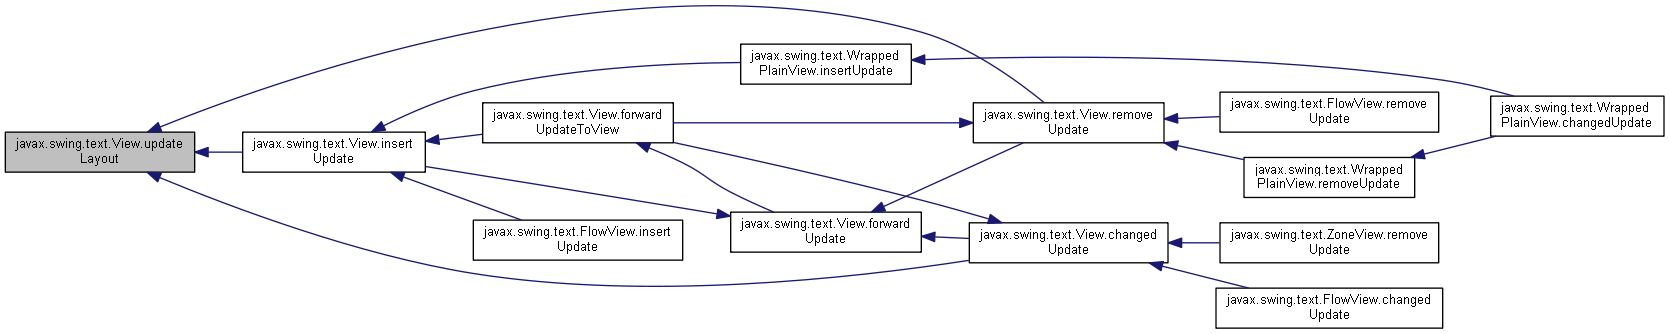 javax.swing.text.View.update
Layout
javax.swing.text.View.insert
Update
javax.swing.text.Wrapped
PlainView.insertUpdate
javax.swing.text.View.forward
UpdateToView
javax.swing.text.FlowView.insert
Update
javax.swing.text.View.forward
Update
javax.swing.text.View.remove
Update
javax.swing.text.View.changed
Update
javax.swing.text.FlowView.remove
Update
javax.swing.text.Wrapped
PlainView.removeUpdate
javax.swing.text.ZoneView.remove
Update
javax.swing.text.FlowView.changed
Update
javax.swing.text.Wrapped
PlainView.changedUpdate